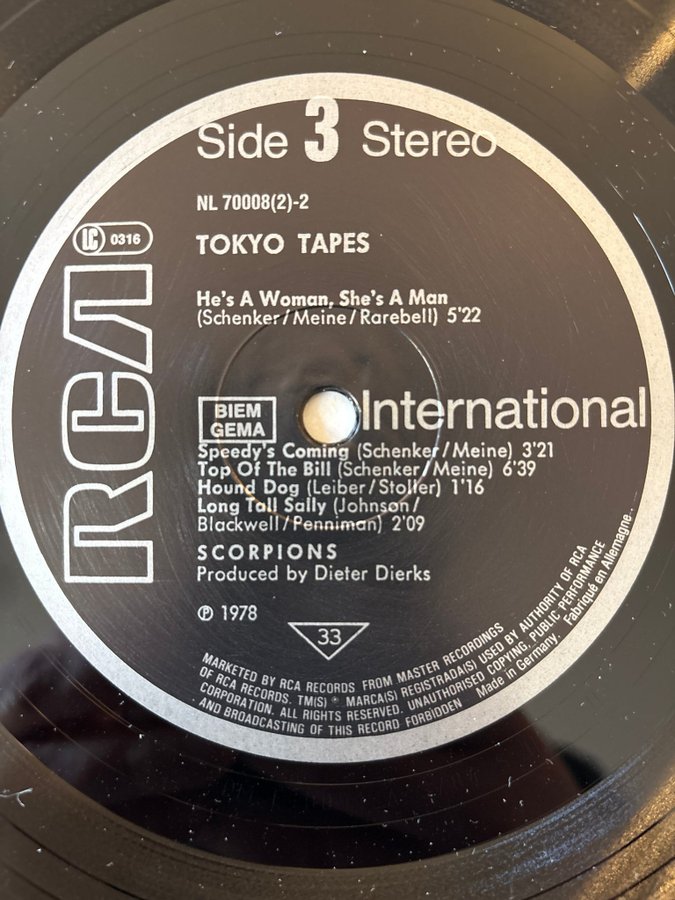 Side 3 Stereo
NL 70008(2)-2
LC 0316
TOKYO TAPES
He's A Woman, She's A Man
(Schenker/Meine/Rarebell) 5'22
RCA
BIEM
GEMA
International
Speedy's Coming (Schenker/Meine) 3'21
Top Of The Bill (Schenker/Meine) 6'39
Hound Dog (Leiber/Stoller) 1'16
Long Tall Sally (Johnson/
Blackwell/Penniman) 2'09
SCORPIONS
Produced by Dieter Dierks
℗ 1978
33
MARKETED BY RCA RECORDS FROM MASTER RECORDINGS
OF RCA RECORDS. TM(S) ® MARCA(S) REGISTRADA(S) USED BY AUTHORITY OF RCA
CORPORATION. ALL RIGHTS RESERVED. UNAUTHORISED COPYING, PUBLIC PERFORMANCE
AND BROADCASTING OF THIS RECORD FORBIDDEN Made in Germany. Fabriqué en Allemagne.